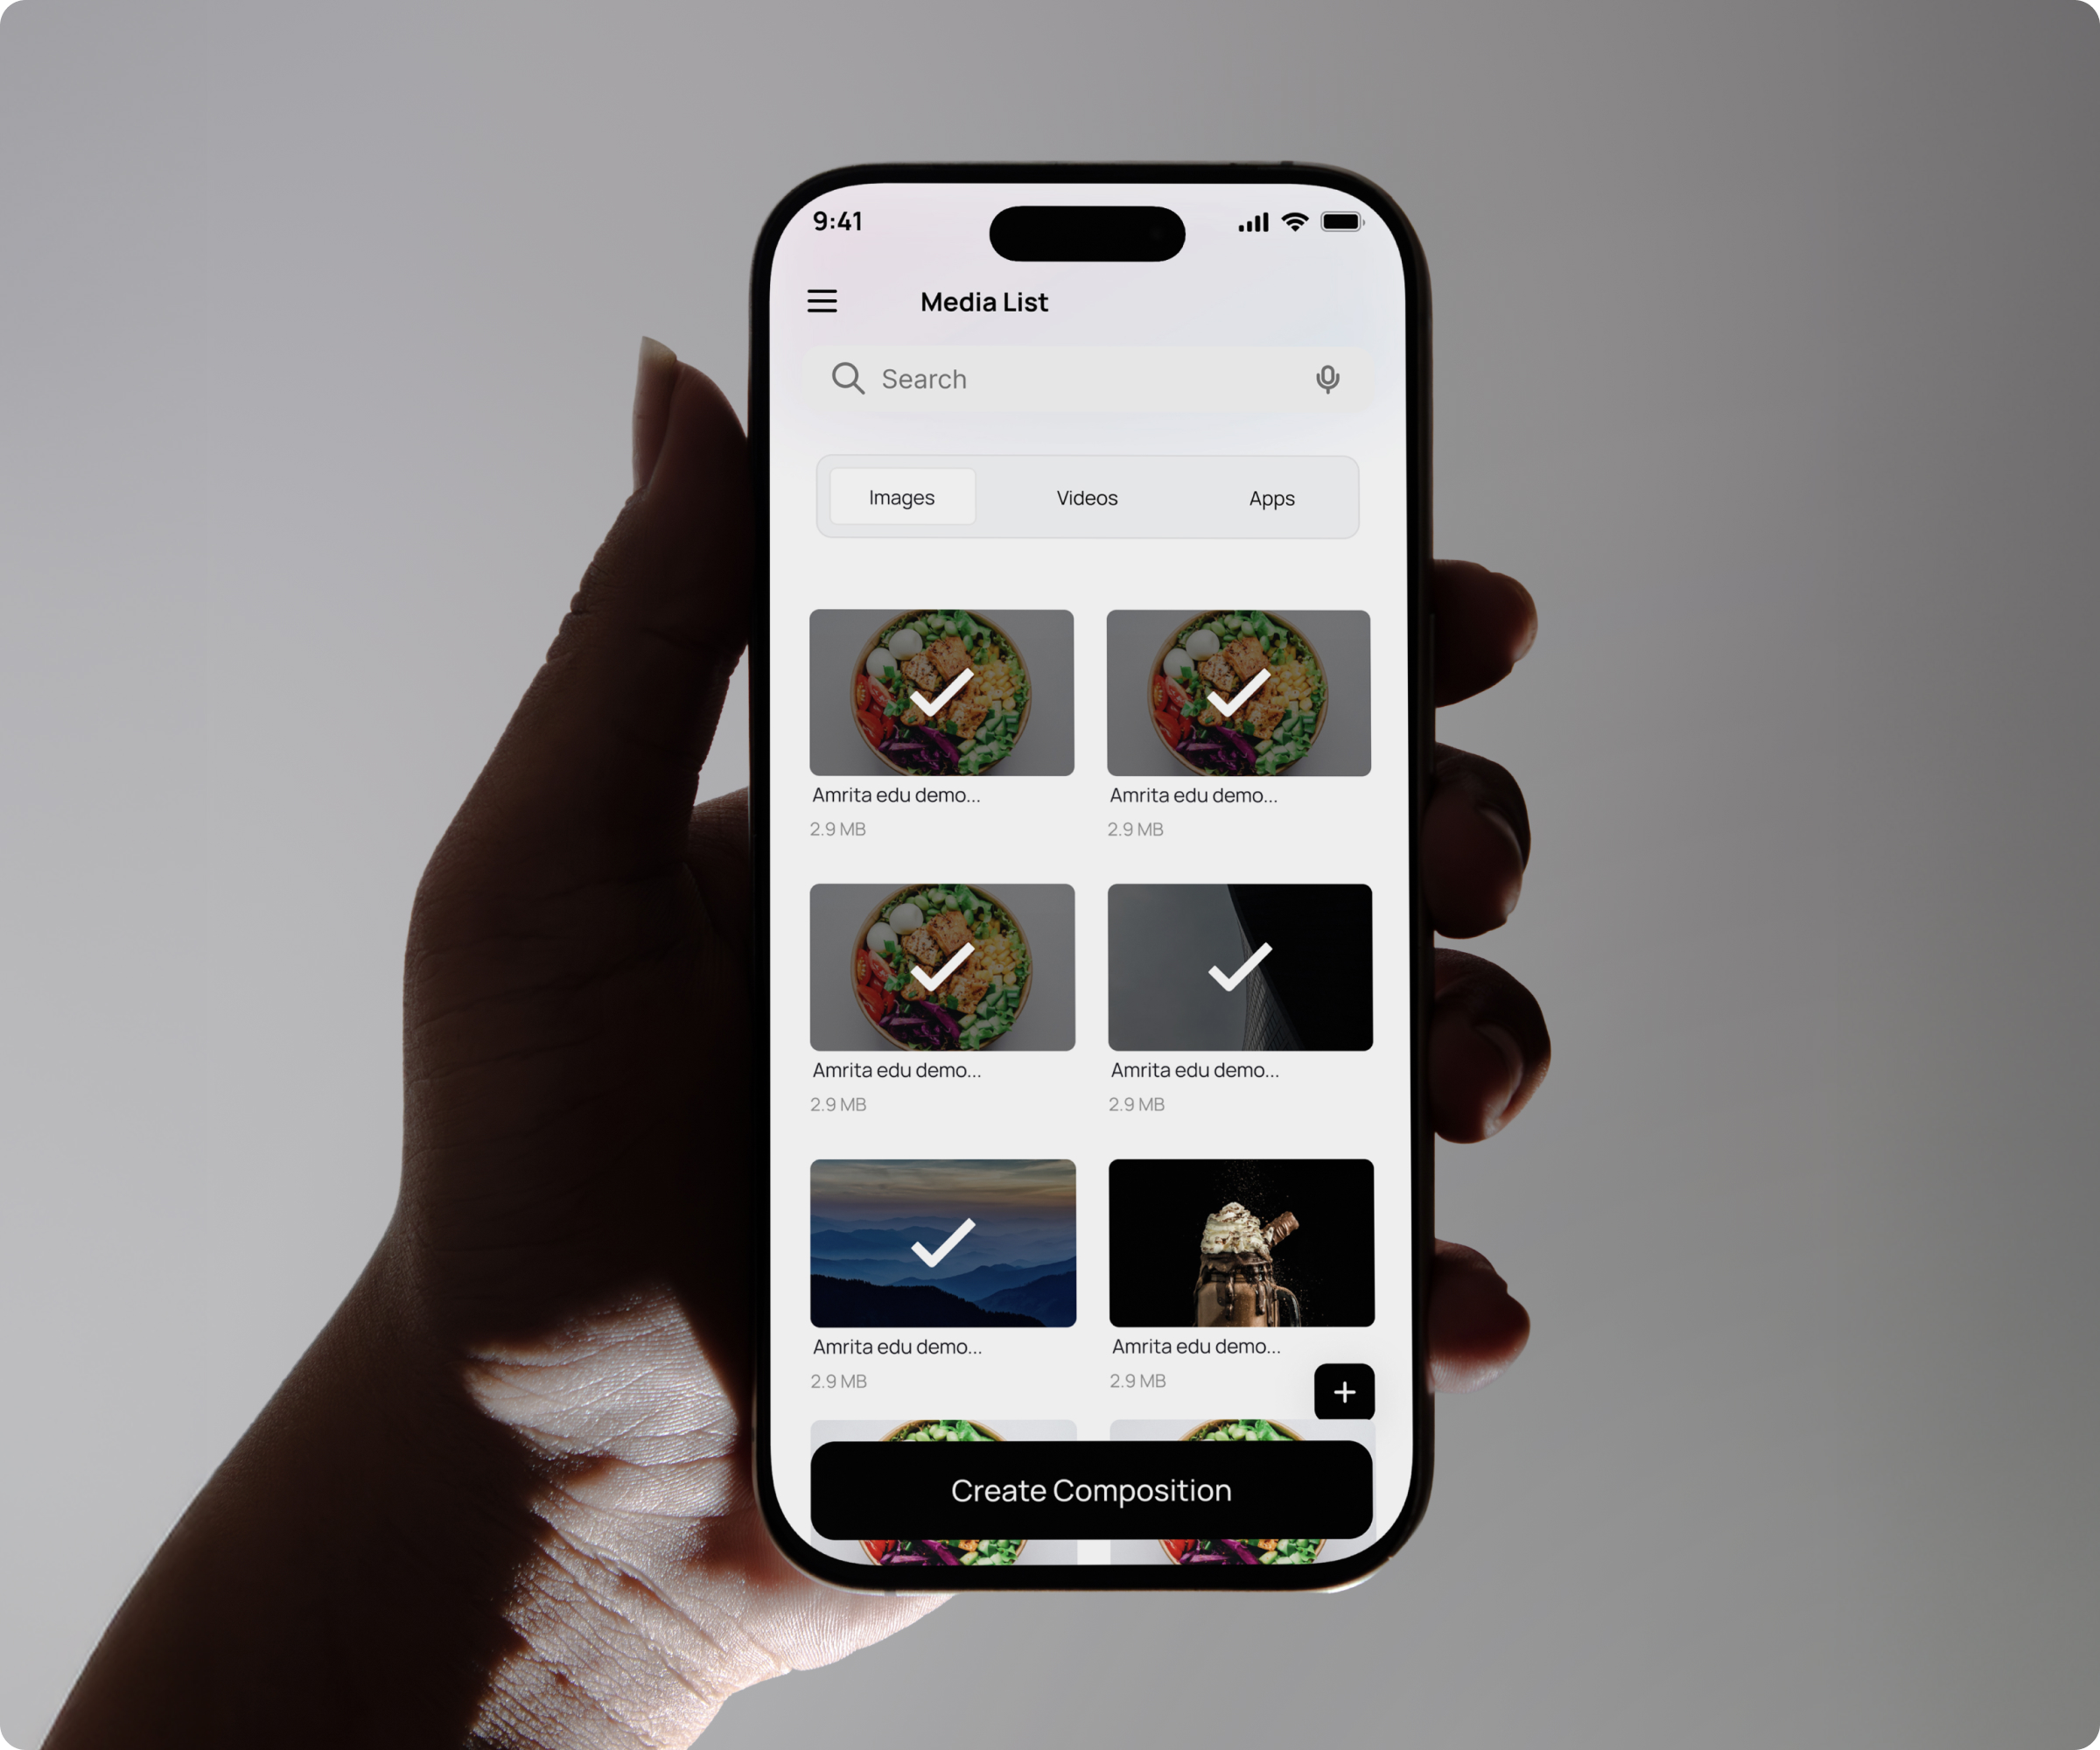 9:41
Media List
Search
Images Videos Apps
Amrita edu demo... Amrita edu demo...
2.9 MB 2.9 MB
Amrita edu demo... Amrita edu demo...
2.9 MB 2.9 MB
Amrita edu demo... Amrita edu demo...
2.9 MB 2.9 MB
Create Composition